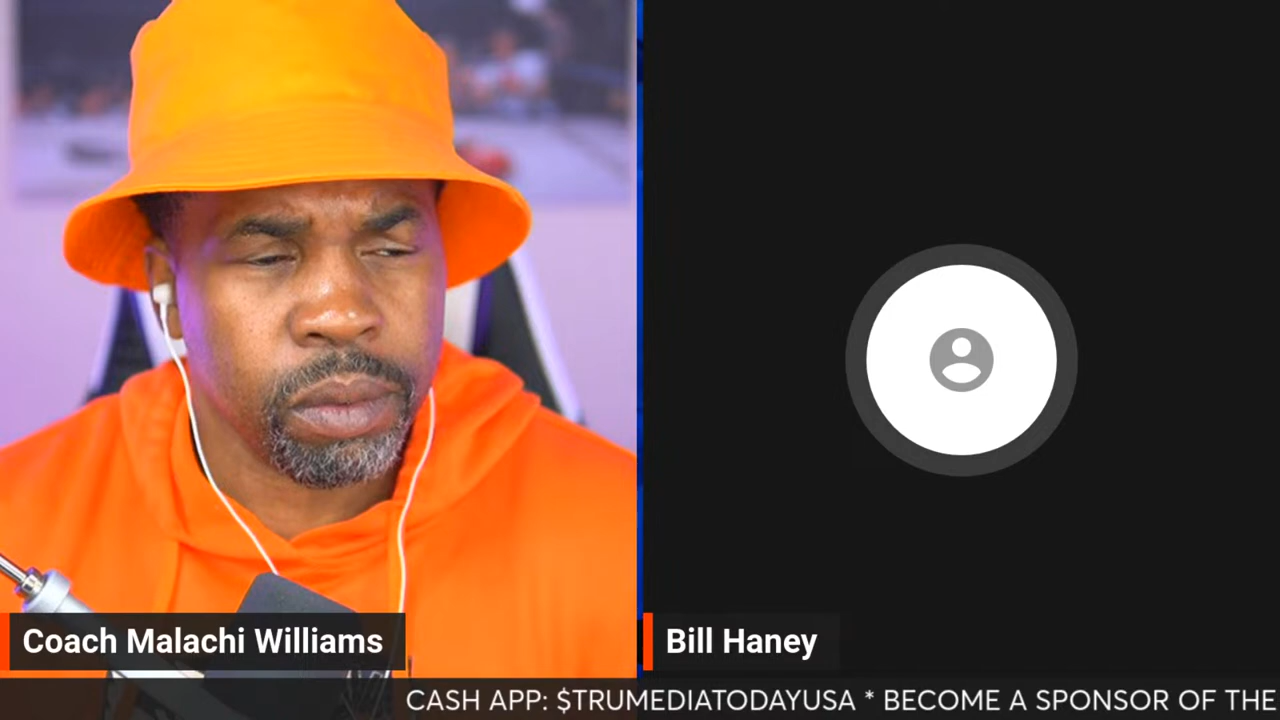 Coach Malachi Williams
Bill Haney
CASH APP: $TRUMEDIATODAYUSA * BECOME A SPONSOR OF THE